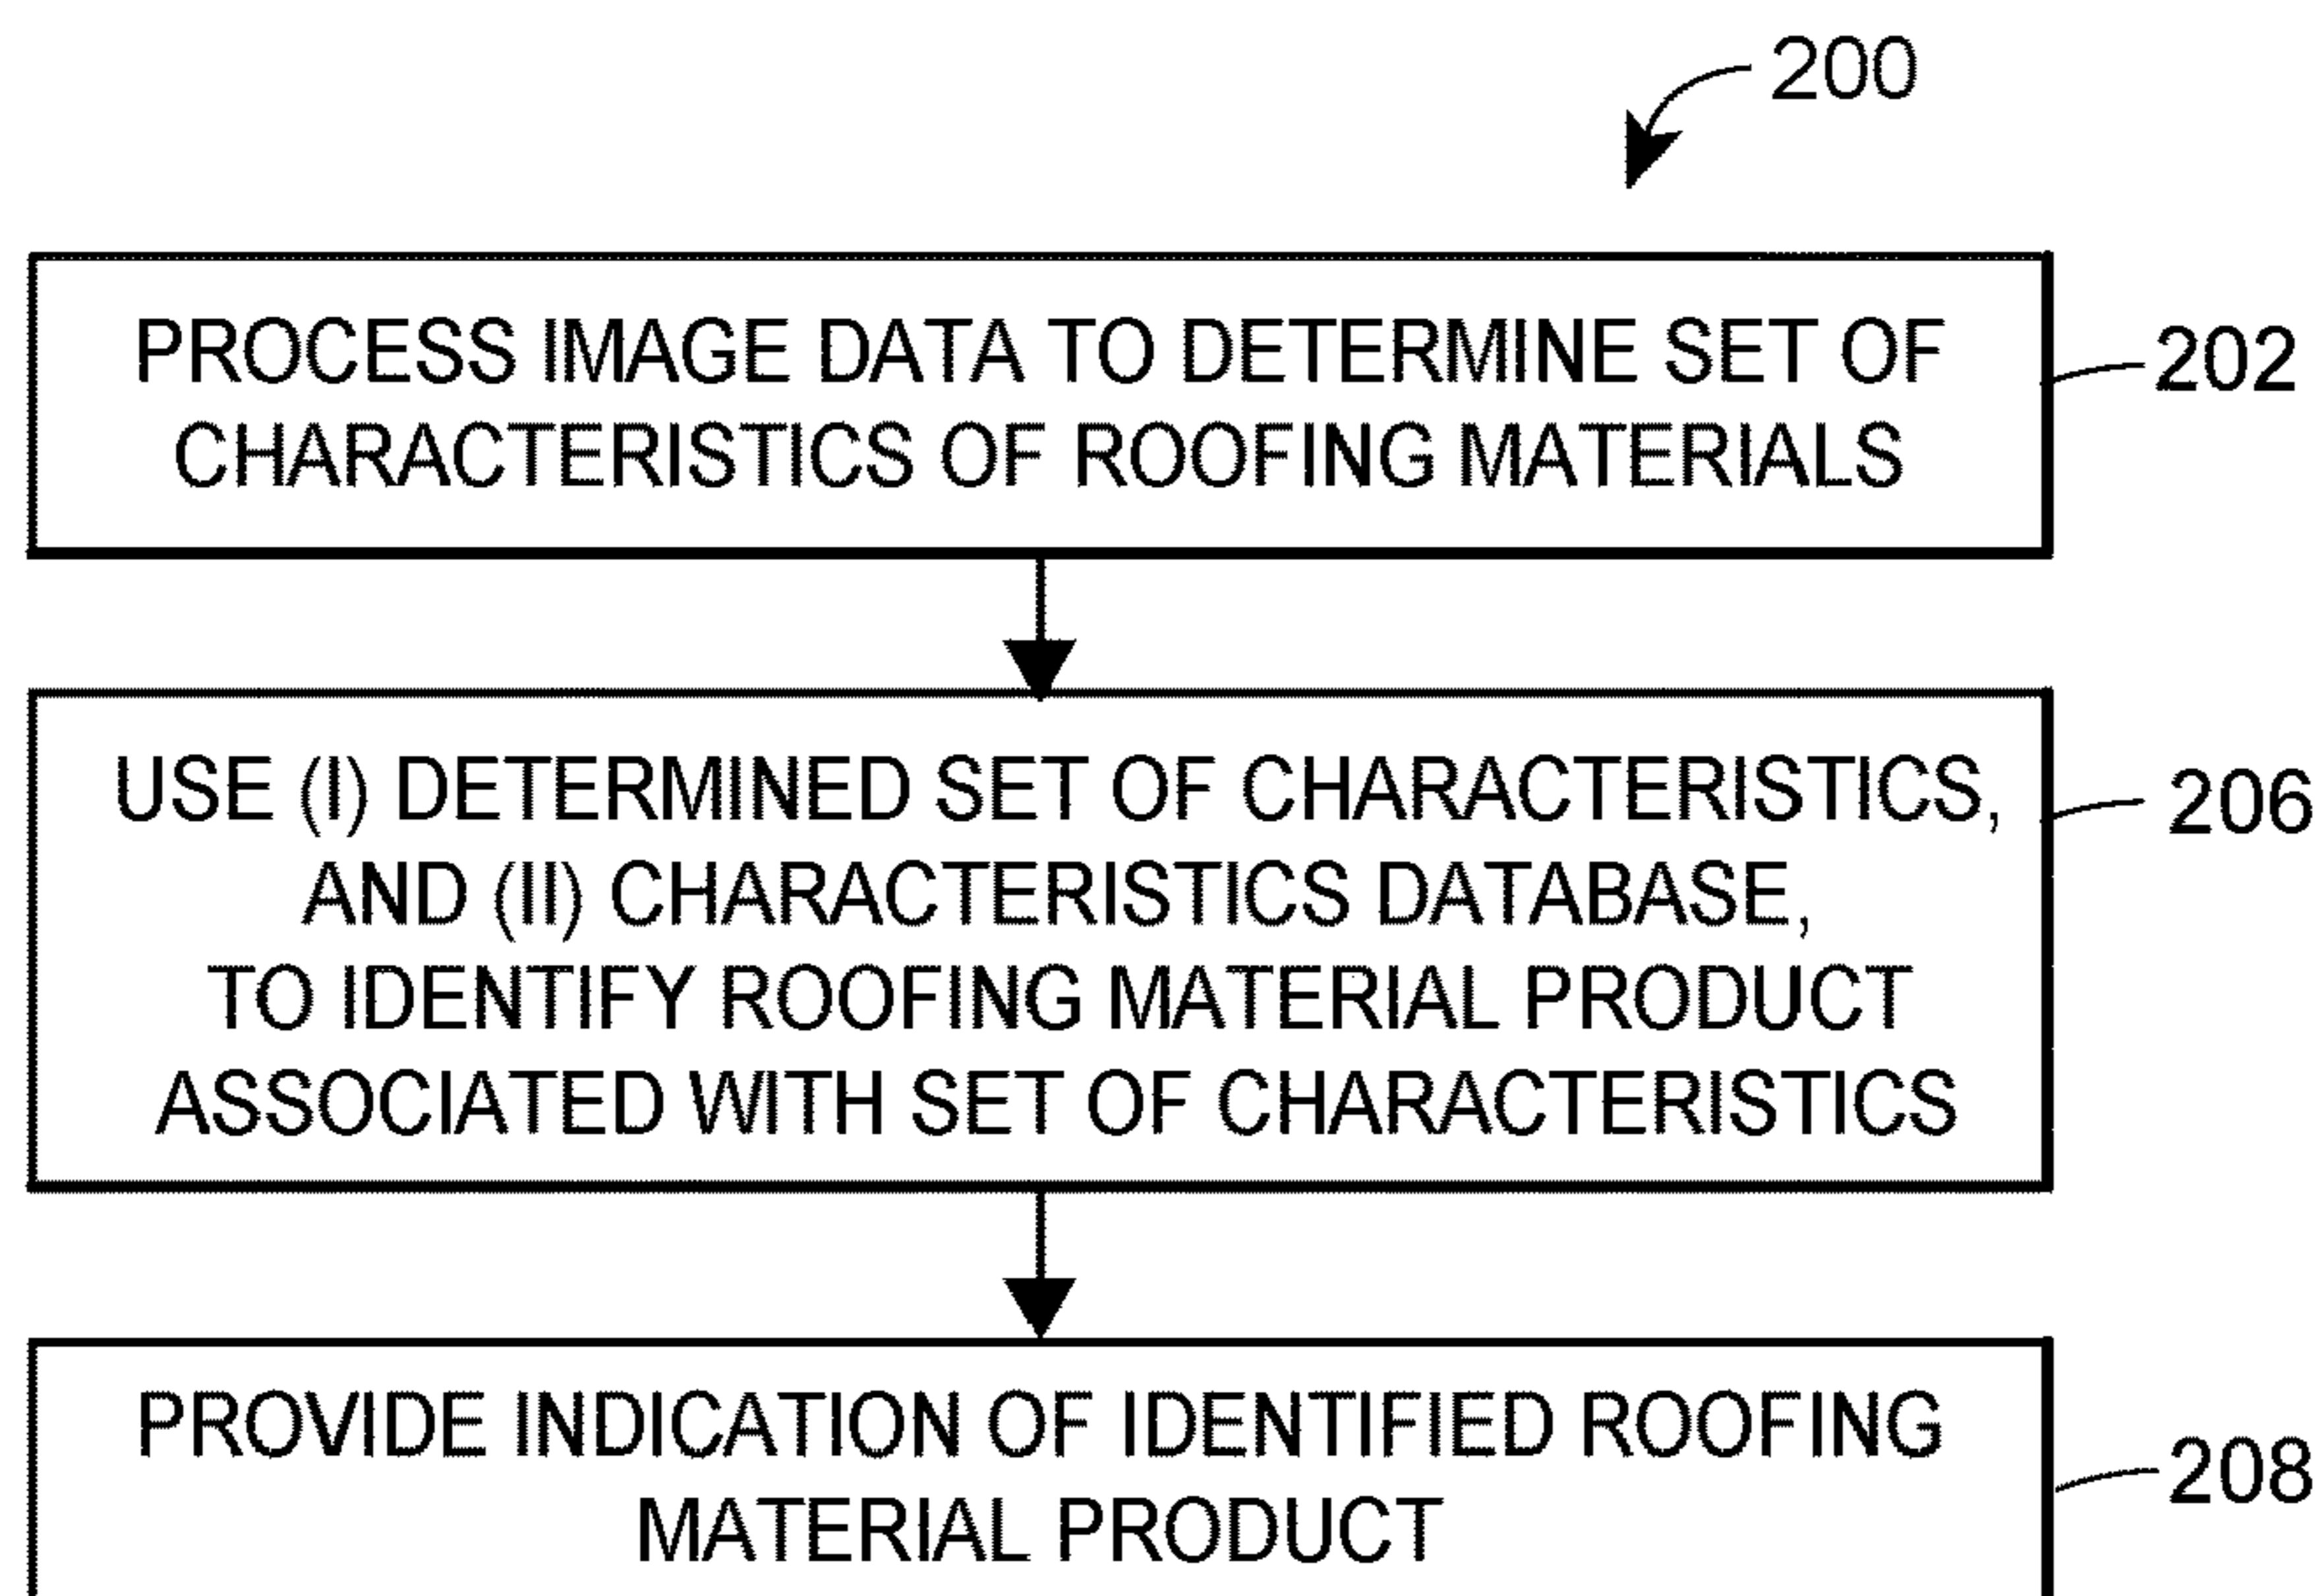 200
PROCESS IMAGE DATA TO DETERMINE SET OF
CHARACTERISTICS OF ROOFING MATERIALS
202
USE (I) DETERMINED SET OF CHARACTERISTICS,
AND (II) CHARACTERISTICS DATABASE,
TO IDENTIFY ROOFING MATERIAL PRODUCT
ASSOCIATED WITH SET OF CHARACTERISTICS
206
PROVIDE INDICATION OF IDENTIFIED ROOFING
MATERIAL PRODUCT
208